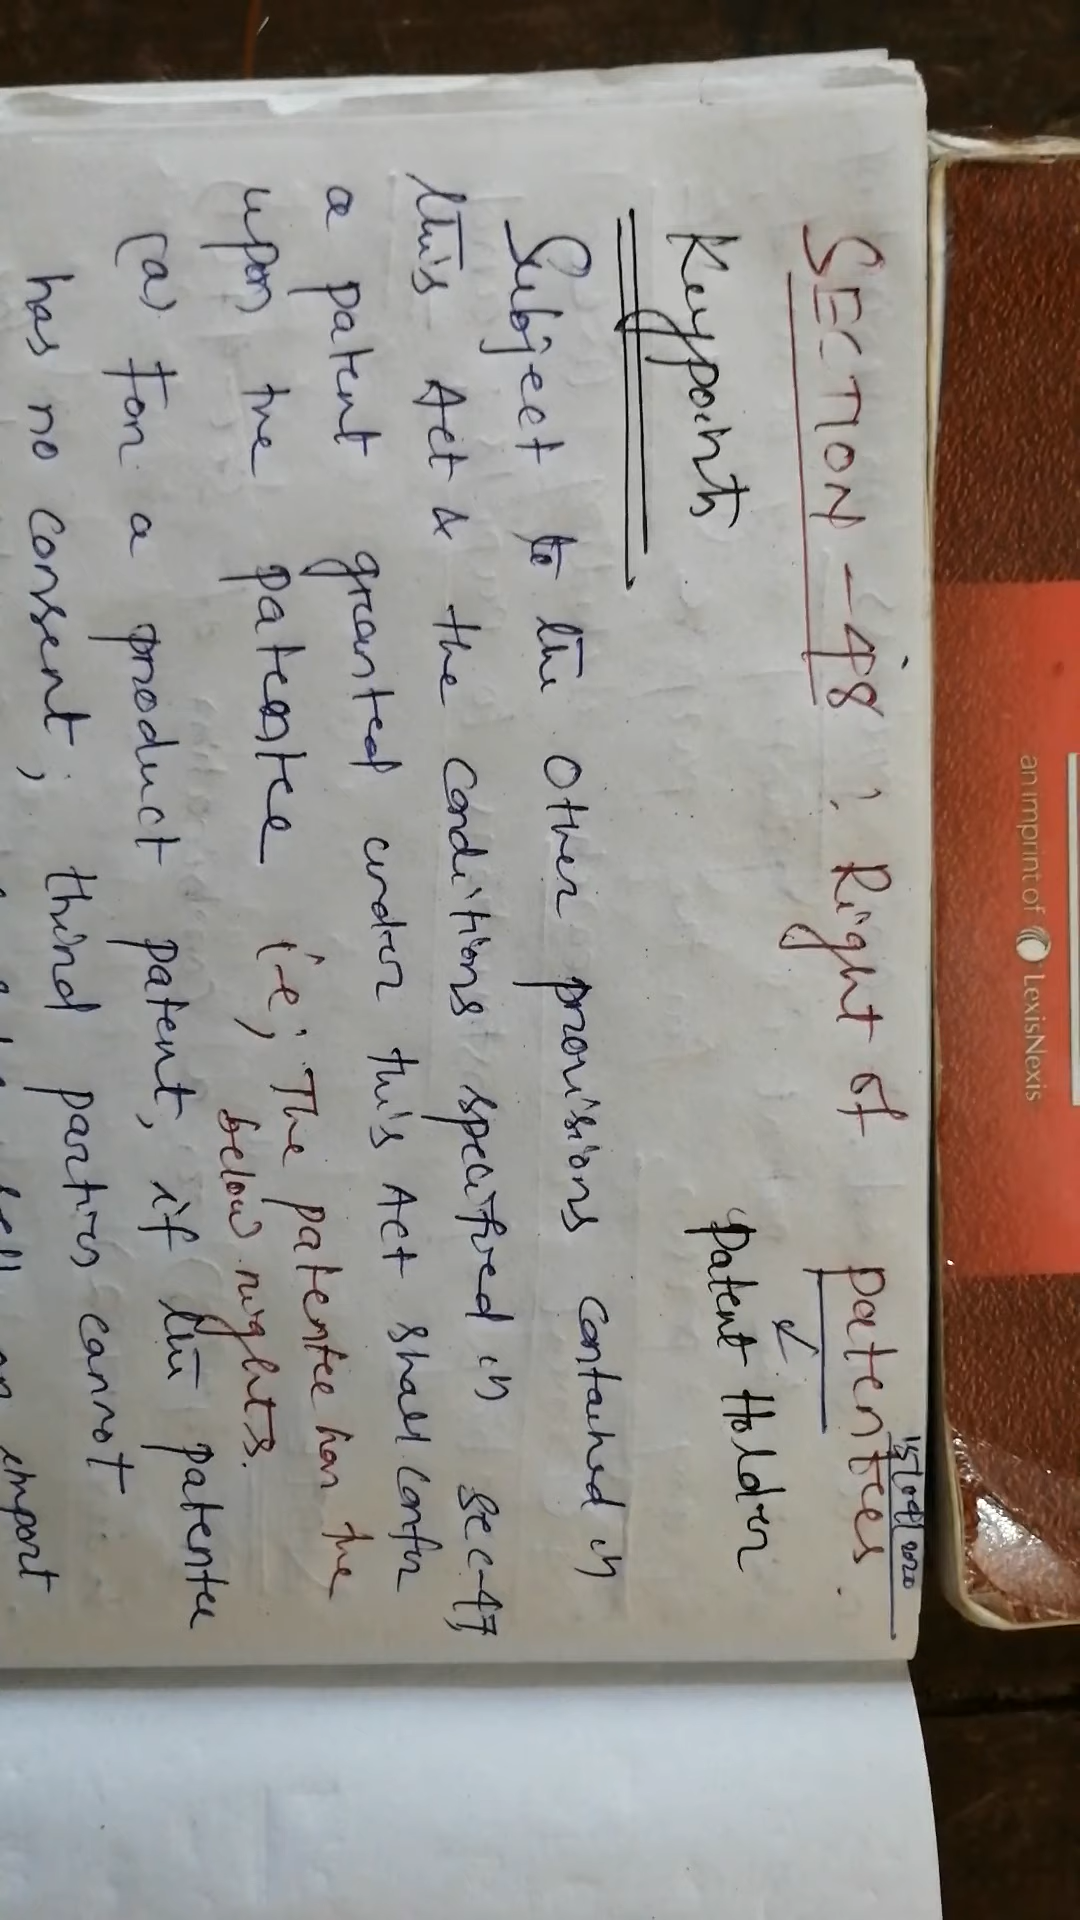 an imprint of LexisNexis
15/04/2020
SECTION - 48 : Right of patentees.
Keypoints
Patent Holder
Subject to the other provisions contained in
this Act & the conditions specified in Sec-47,
a patent granted under this Act shall confer
upon the patentee i.e; The patentee has the
below rights.
(a) For a product patent, if the patentee
has no consent; third parties cannot
import